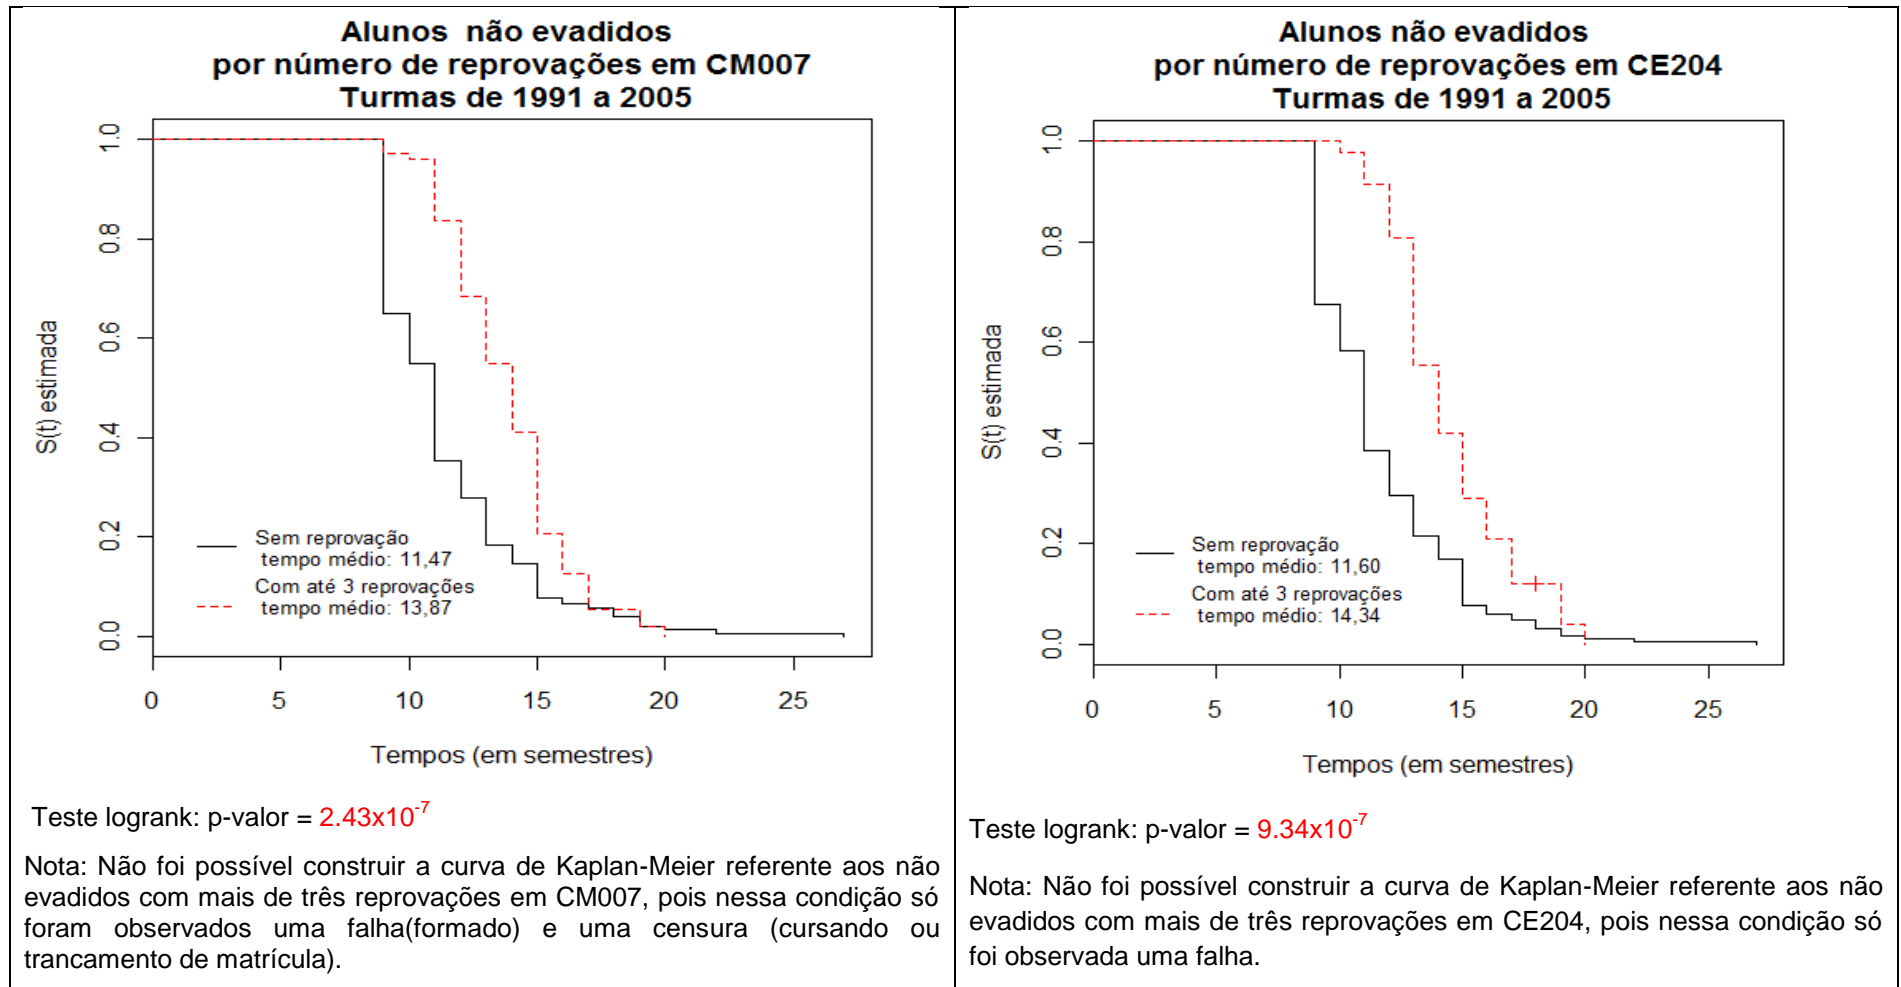 Alunos não evadidos
por número de reprovações em CM007
Turmas de 1991 a 2005
1.0
0.8
0.6
0.4
0.2
0.0
S(t) estimada
Sem reprovação
tempo médio: 11,47
Com até 3 reprovações
tempo médio: 13,87
0 5 10 15 20 25
Tempos (em semestres)
Teste logrank: p-valor = 2.43x10⁻⁷
Nota: Não foi possível construir a curva de Kaplan-Meier referente aos não
evadidos com mais de três reprovações em CM007, pois nessa condição só
foram observados uma falha(formado) e uma censura (cursando ou
trancamento de matrícula).
Alunos não evadidos
por número de reprovações em CE204
Turmas de 1991 a 2005
1.0
0.8
0.6
0.4
0.2
0.0
S(t) estimada
Sem reprovação
tempo médio: 11,60
Com até 3 reprovações
tempo médio: 14,34
0 5 10 15 20 25
Tempos (em semestres)
Teste logrank: p-valor = 9.34x10⁻⁷
Nota: Não foi possível construir a curva de Kaplan-Meier referente aos não
evadidos com mais de três reprovações em CE204, pois nessa condição só
foi observada uma falha.